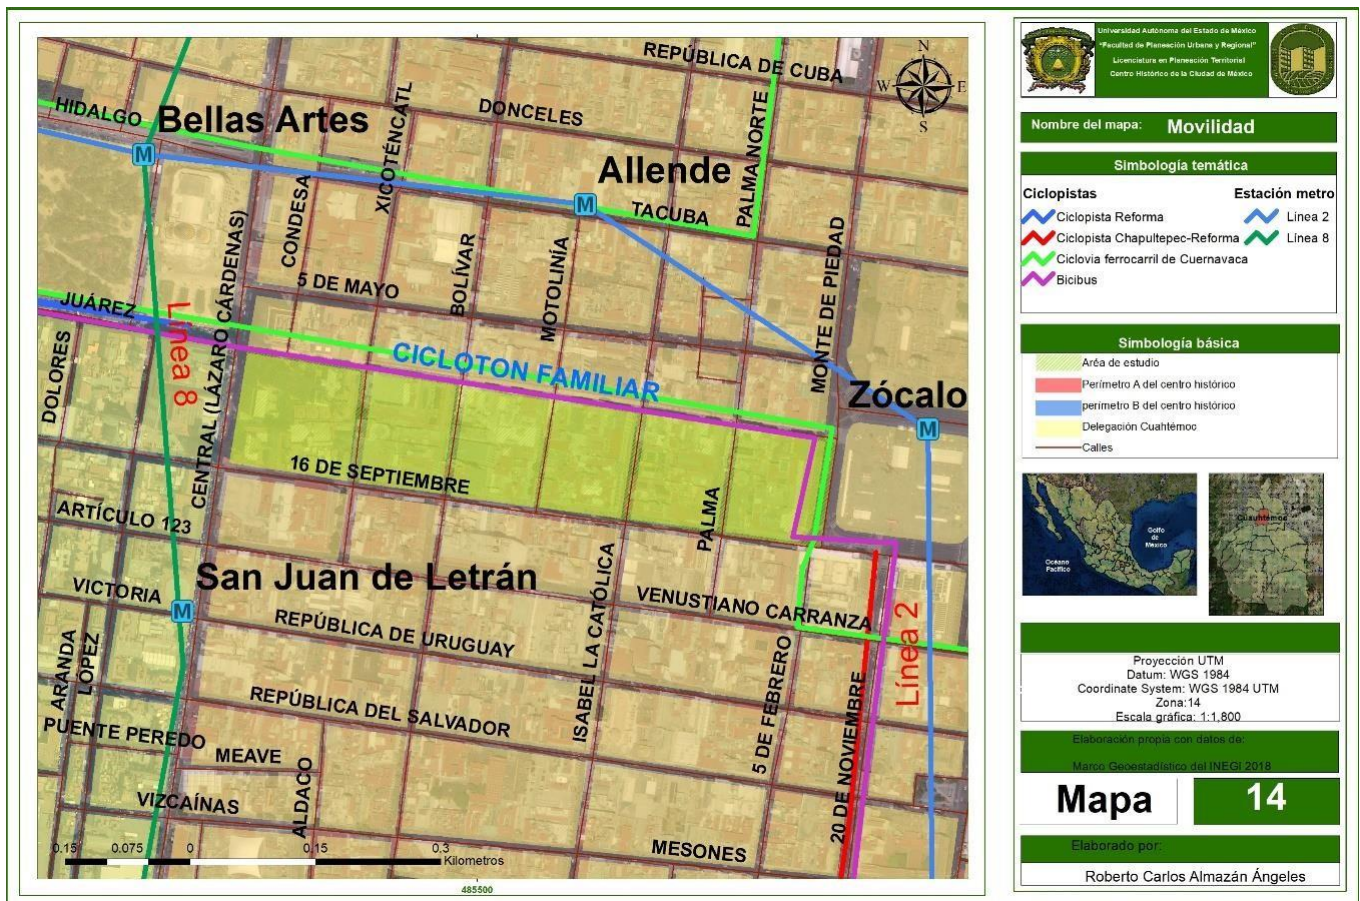 REPÚBLICA DE CUBA
N
W E
S
HIDALGO
Bellas Artes
XICOTÉNCATL
DONCELES
PALMA NORTE
Allende
CONDESA
TACUBA
5 DE MAYO
BOLÍVAR
MOTOLINÍA
MONTE DE PIEDAD
JUÁREZ
Línea 8
CENTRAL (LÁZARO CÁRDENAS)
DOLORES
CICLOTON FAMILIAR
Zócalo
M
M
M
M
16 DE SEPTIEMBRE
PALMA
ARTÍCULO 123
San Juan de Letrán
VICTORIA
ISABEL LA CATÓLICA
VENUSTIANO CARRANZA
REPÚBLICA DE URUGUAY
ARANDA
LÓPEZ
Línea 2
5 DE FEBRERO
20 DE NOVIEMBRE
REPÚBLICA DEL SALVADOR
PUENTE PEREDO
MEAVE
ALDACO
VIZCAÍNAS
MESONES
0.15 0.075 0 0.15 0.3
Kilometros
485500
Universidad Autónoma del Estado de México
"Facultad de Planeación Urbana y Regional"
Licenciatura en Planeación Territorial
Centro Histórico de la Ciudad de México
Nombre del mapa: Movilidad
Simbología temática
Ciclopistas Estación metro
Ciclopista Reforma Línea 2
Ciclopista Chapultepec-Reforma Línea 8
Ciclovia ferrocarril de Cuernavaca
Bicibus
Simbología básica
Aréa de estudio
Perímetro A del centro histórico
perímetro B del centro histórico
Delegación Cuahtémoc
Calles
Golfo
de
México
Océano
Pacífico
Cuauhtémoc
Proyección UTM
Datum: WGS 1984
Coordinate System: WGS 1984 UTM
Zona:14
Escala gráfica: 1:1,800
Elaboración propia con datos de:
Marco Geoestadístico del INEGI 2018
Mapa 14
Elaborado por:
Roberto Carlos Almazán Ángeles